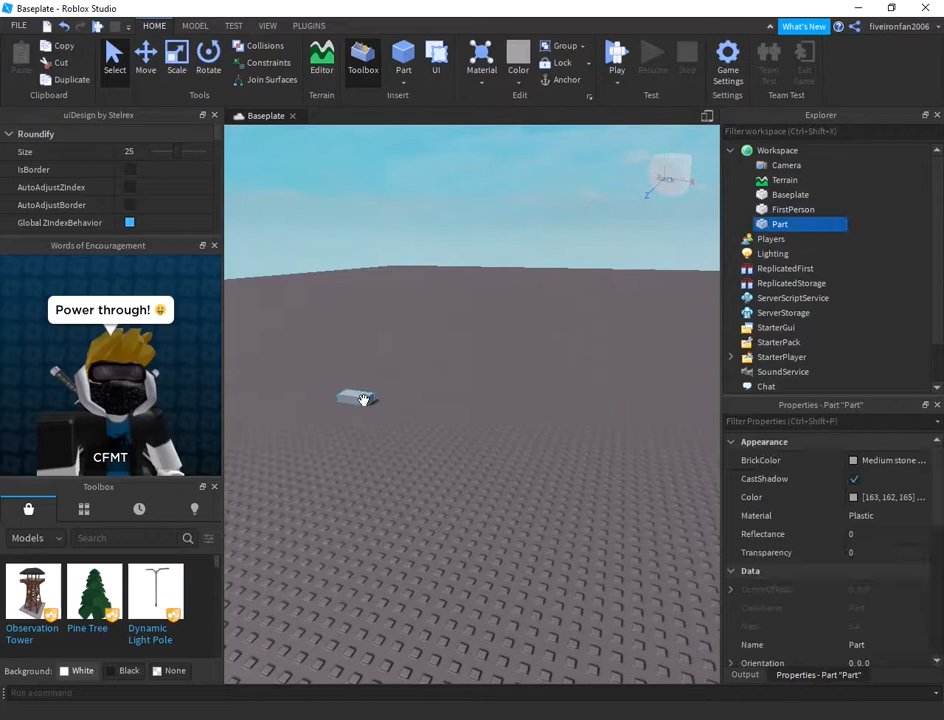 Baseplate - Roblox Studio
FILE
HOME
MODEL
TEST
VIEW
PLUGINS
What's New
fiveironfan2006
Paste
Copy
Cut
Duplicate
Clipboard
Select
Move
Scale
Rotate
Collisions
Constraints
Join Surfaces
Tools
Editor
Terrain
Toolbox
Part
UI
Insert
Material
Color
Group
Lock
Anchor
Edit
Play
Resume
Stop
Test
Game
Settings
Settings
Team
Test
Exit
Game
Team Test
uiDesign by Stelrex
Roundify
Size 25
IsBorder
AutoAdjustZIndex
AutoAdjustBorder
Global ZIndexBehavior
Words of Encouragement
Power through! 😀
CFMT
Toolbox
Models
Search
Observation
Tower
Pine Tree
Dynamic
Light Pole
Background: White Black None
Run a command
Baseplate
Back
X
Z
Explorer
Filter workspace (Ctrl+Shift+X)
Workspace
Camera
Terrain
Baseplate
FirstPerson
Part
Players
Lighting
ReplicatedFirst
ReplicatedStorage
ServerScriptService
ServerStorage
StarterGui
StarterPack
StarterPlayer
SoundService
Chat
Properties - Part "Part"
Filter Properties (Ctrl+Shift+P)
Appearance
BrickColor Medium stone ...
CastShadow
Color [163, 162, 165] ...
Material Plastic
Reflectance 0
Transparency 0
Data
ClassName Part
Name Part
Orientation 0, 0, 0
Output
Properties - Part "Part"